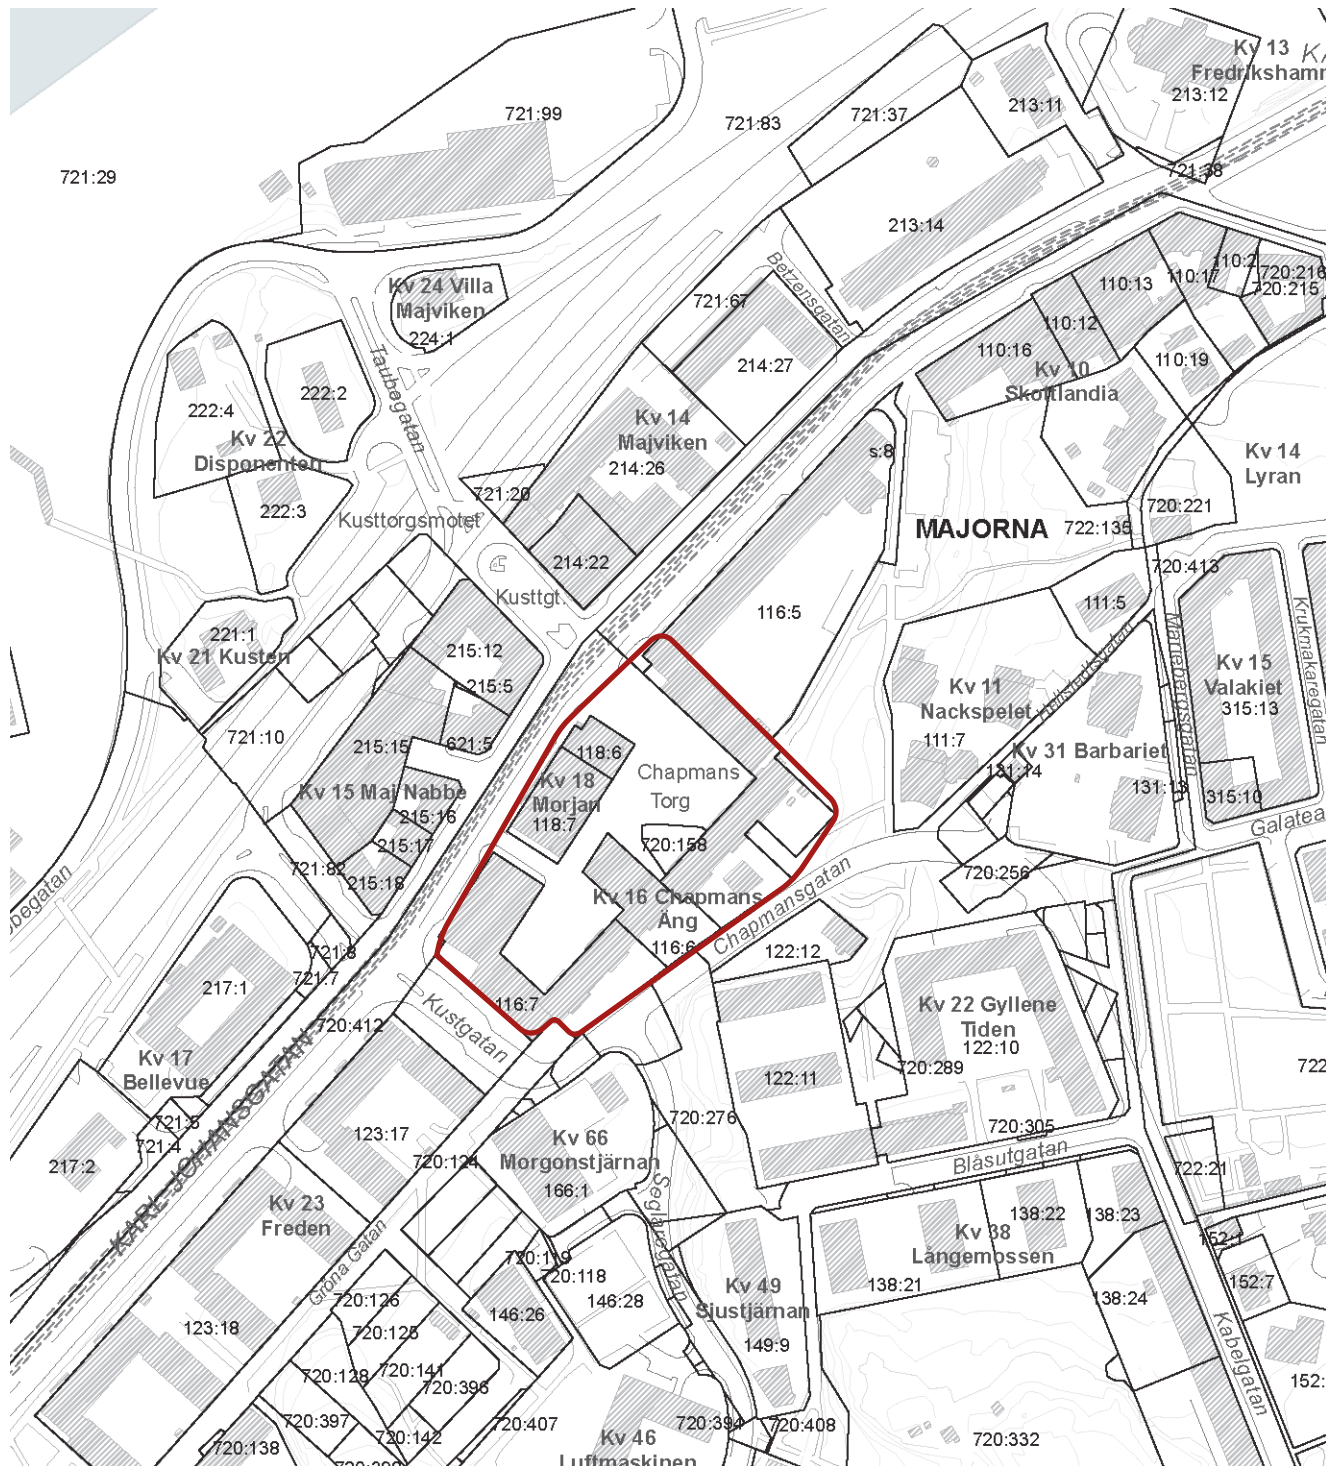 Kv 13
Fredrikshamn
213:12
721:99
721:83
721:37
213:11
721:29
721:38
213:14
Betzensgatan
110:2
110:17
720:216
720:215
110:13
Kv 24 Villa
Majviken
224:1
721:67
110:12
110:16
110:19
214:27
Kv 10
Skottlandia
Taubegatan
222:2
222:4
Kv 22
Disponenten
Kv 14
Majviken
214:26
s:8
Kv 14
Lyran
721:20
222:3
Kusttorgsmotet
MAJORNA
722:135
720:221
214:22
720:413
Kusttgt.
116:5
111:5
221:1
Kv 21 Kusten
215:12
215:5
Mariebergsgatan
Krukmakaregatan
Kv 15
Valakiet
315:13
Kv 11
Nackspelet
111:7
721:10
215:15
621:5
118:6
Chapmans
Torg
Kv 31 Barbariet
131:14
131:13
315:10
Kv 15 Maj Nabbe
215:16
Kv 18
Morjan
118:7
215:17
720:158
Galatea
721:82
215:18
720:256
Kv 16 Chapmans
Äng
116:6
Chapmansgatan
122:12
721:8
721:7
217:1
116:7
Kustgatan
720:412
Kv 22 Gyllene
Tiden
122:10
Kv 17
Bellevue
720:289
122:11
721:5
721:4
KARL JOHANSGATAN
217:2
123:17
720:276
720:305
Blåsutgatan
720:124
Kv 66
Morgonstjärnan
166:1
722:21
Kv 23
Freden
Seglaregatan
138:22
138:23
Kv 38
Långemossen
152:1
720:119
720:118
Gröna Gatan
152:7
138:21
138:24
720:126
146:26
146:28
Kv 49
Sjustjärnan
149:9
123:18
720:125
Kabelgatan
720:128
720:141
720:396
720:397
720:407
720:394
720:408
720:142
720:138
720:332
Kv 46
Luftmaskinen